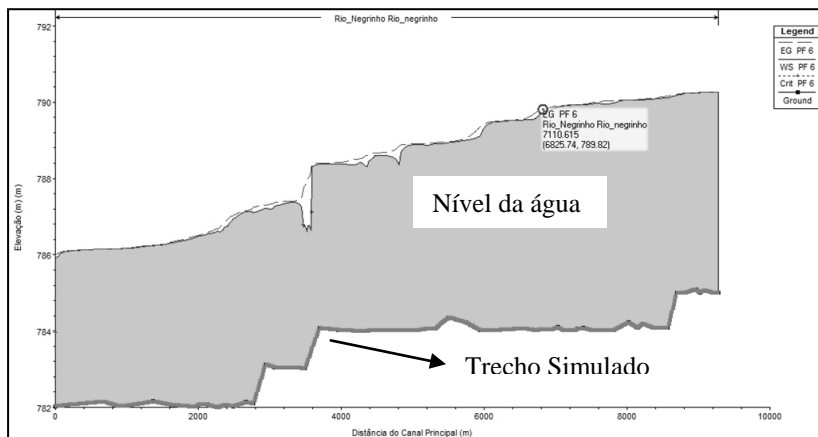 Rio_Negrinho Rio_negrinho
Legend
EG PF 6
WS PF 6
Crit PF 6
Ground
792
790
788
786
784
782
Elevação (m) (m)
EG PF 6
Rio_Negrinho Rio_negrinho
7110.615
(6825.74, 789.82)
Nível da água
Trecho Simulado
0
2000
4000
6000
8000
10000
Distância do Canal Principal (m)